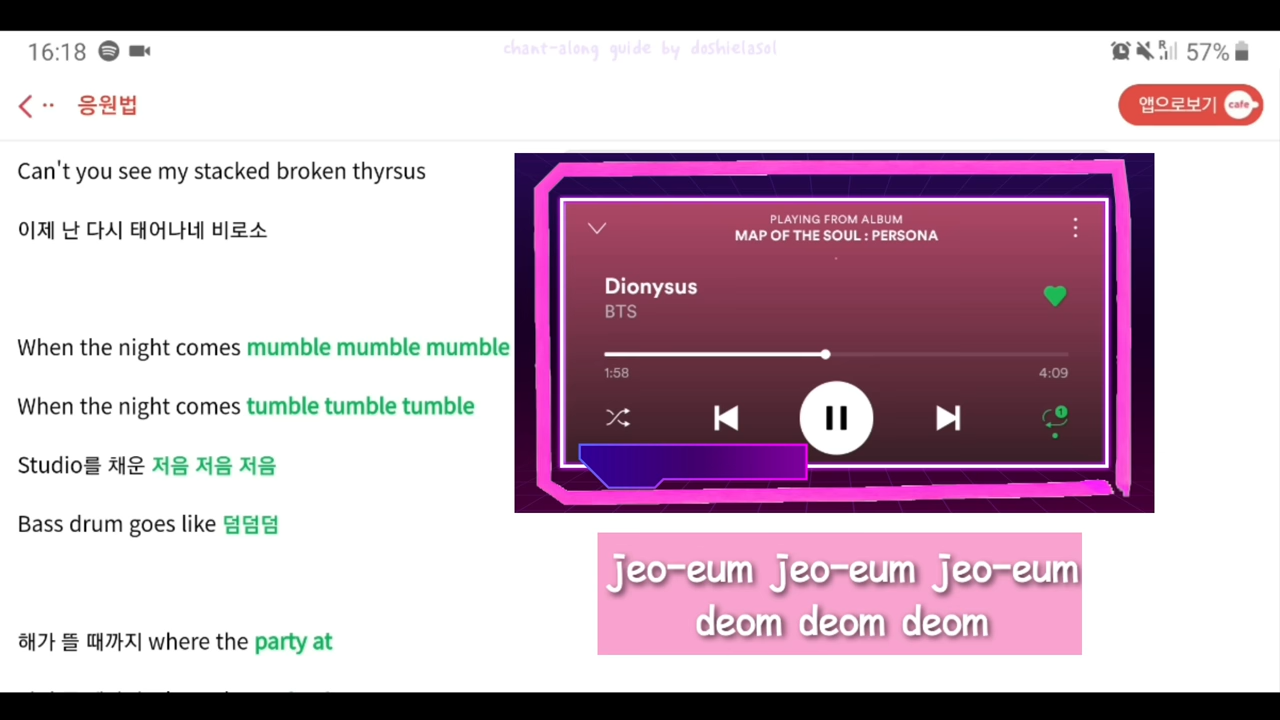 16:18
chant-along guide by doshielasol
57%
응원법
앱으로보기 cafe
Can't you see my stacked broken thyrsus
이제 난 다시 태어나네 비로소
When the night comes mumble mumble mumble
When the night comes tumble tumble tumble
Studio를 채운 저음 저음 저음
Bass drum goes like 덤덤덤
해가 뜰 때까지 where the party at
PLAYING FROM ALBUM
MAP OF THE SOUL : PERSONA
Dionysus
BTS
1:58
4:09
1
jeo-eum jeo-eum jeo-eum
deom deom deom